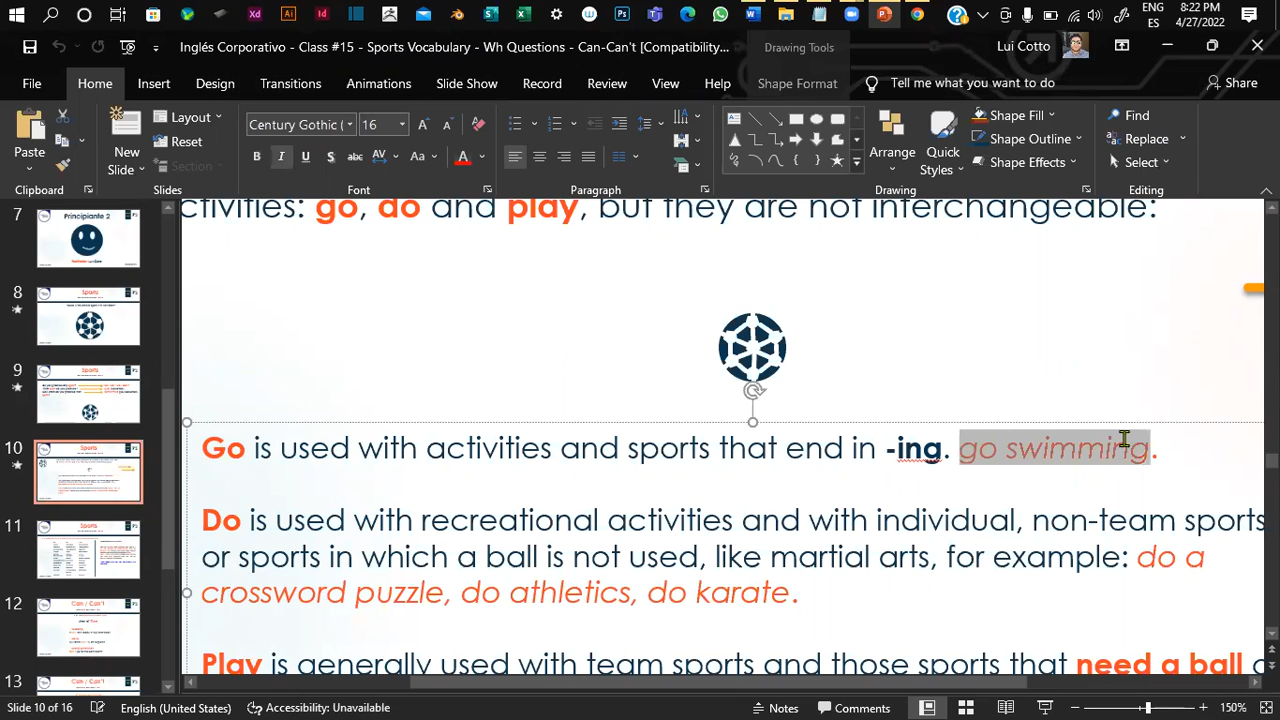 8:22 PM
ENG
ES
4/27/2022
Inglés Corporativo - Class #15 - Sports Vocabulary - Wh Questions - Can-Can't [Compatibility...
Drawing Tools
Lui Cotto
File
Home
Insert
Design
Transitions
Animations
Slide Show
Record
Review
View
Help
Shape Format
Tell me what you want to do
Share
Paste
New
Slide
Layout
Reset
Section
Century Gothic (
16
B
I
U
S
abc
AV
Aa
A
Arrange
Quick
Styles
Shape Fill
Shape Outline
Shape Effects
Find
Replace
Select
Clipboard
Slides
Font
Paragraph
Drawing
Editing
7
Principiante 2
8
Sports
9
Sports
10
Sports
11
Sports
12
Can / Can't
13
Can / Can't
ctivities: go, do and play, but they are not interchangeable:
Go is used with activities and sports that end in -ing. go swimming.
Do is used with recreational activities and with individual, non-team sports
or sports in which a ball is not used, like martial arts, for example: do a
crossword puzzle, do athletics, do karate.
Play is generally used with team sports and those sports that need a ball
Slide 10 of 16
English (United States)
Accessibility: Unavailable
Notes
Comments
150%